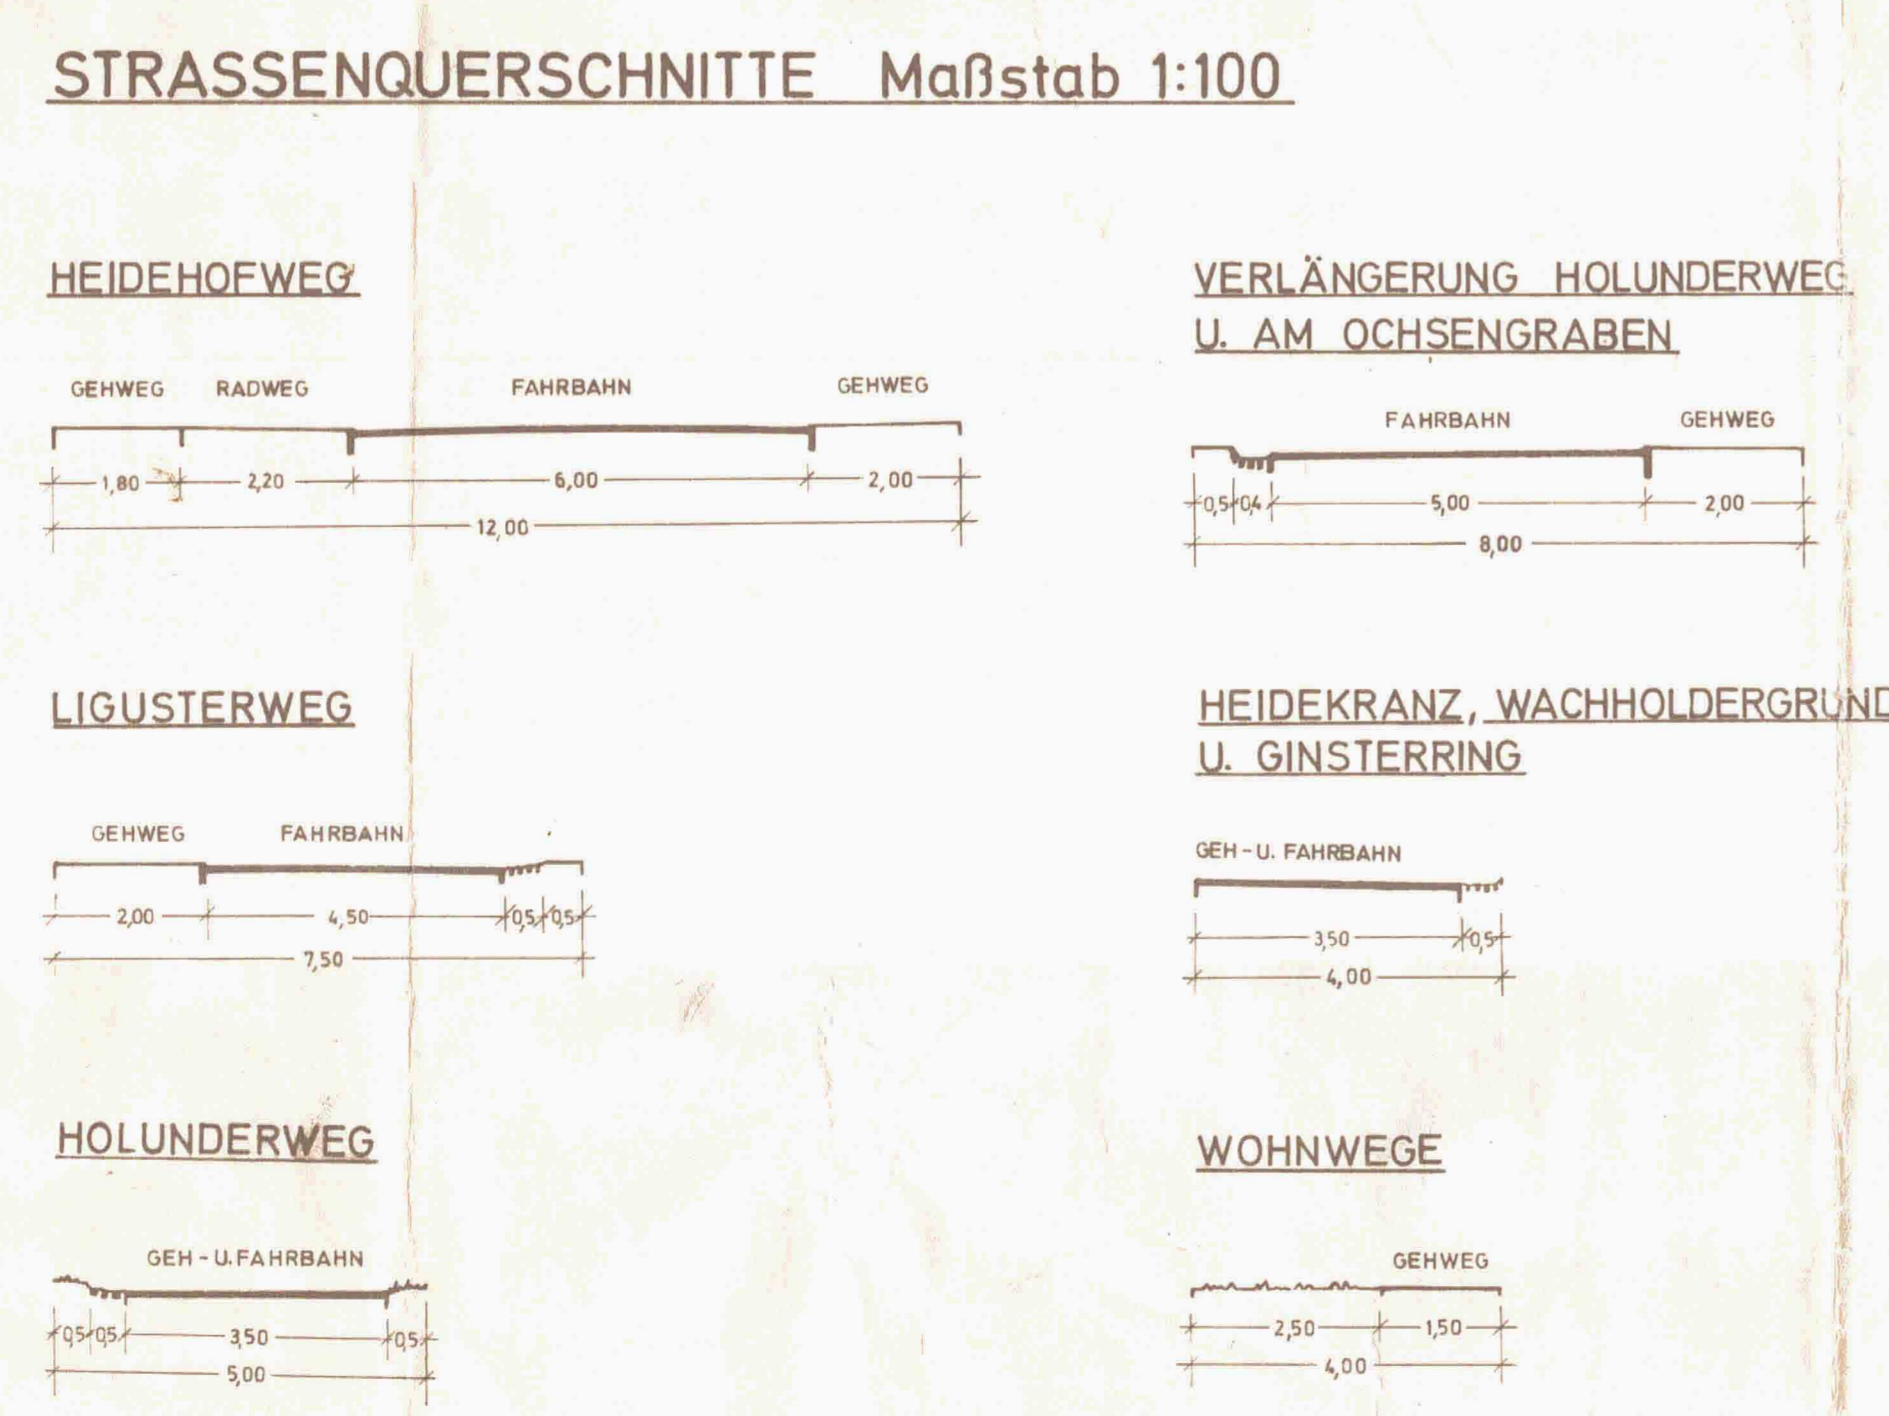 STRASSENQUERSCHNITTE Maßstab 1:100
HEIDEHOFWEG
GEHWEG RADWEG FAHRBAHN GEHWEG
1,80 2,20 6,00 2,00
12,00
VERLÄNGERUNG HOLUNDERWEG
U. AM OCHSENGRABEN
FAHRBAHN GEHWEG
0,5 0,4 5,00 2,00
8,00
LIGUSTERWEG
GEHWEG FAHRBAHN
2,00 4,50 0,5 0,5
7,50
HEIDEKRANZ, WACHHOLDERGRUND
U. GINSTERRING
GEH-U. FAHRBAHN
3,50 0,5
4,00
HOLUNDERWEG
GEH-U.FAHRBAHN
0,5 0,5 3,50 0,5
5,00
WOHNWEGE
GEHWEG
2,50 1,50
4,00